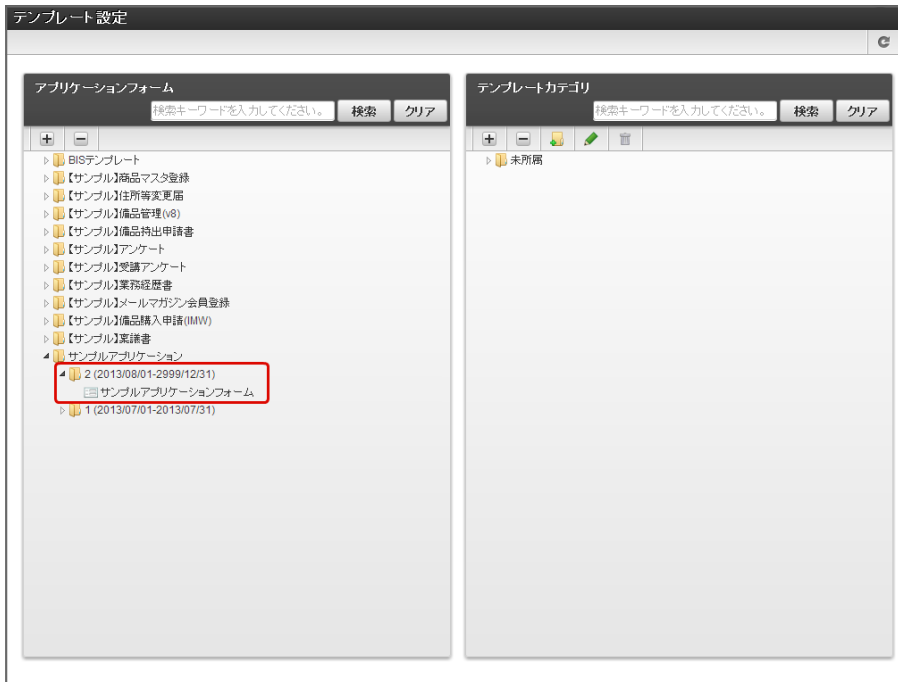 テンプレート設定
アプリケーションフォーム
検索キーワードを入力してください。 検索 クリア
BISテンプレート
【サンプル】商品マスタ登録
【サンプル】住所等変更届
【サンプル】備品管理(v8)
【サンプル】備品持出申請書
【サンプル】アンケート
【サンプル】受講アンケート
【サンプル】業務経歴書
【サンプル】メールマガジン会員登録
【サンプル】備品購入申請(IMW)
【サンプル】稟議書
サンプルアプリケーション
2 (2013/08/01-2999/12/31)
サンプルアプリケーションフォーム
1 (2013/07/01-2013/07/31)
テンプレートカテゴリ
検索キーワードを入力してください。 検索 クリア
未所属